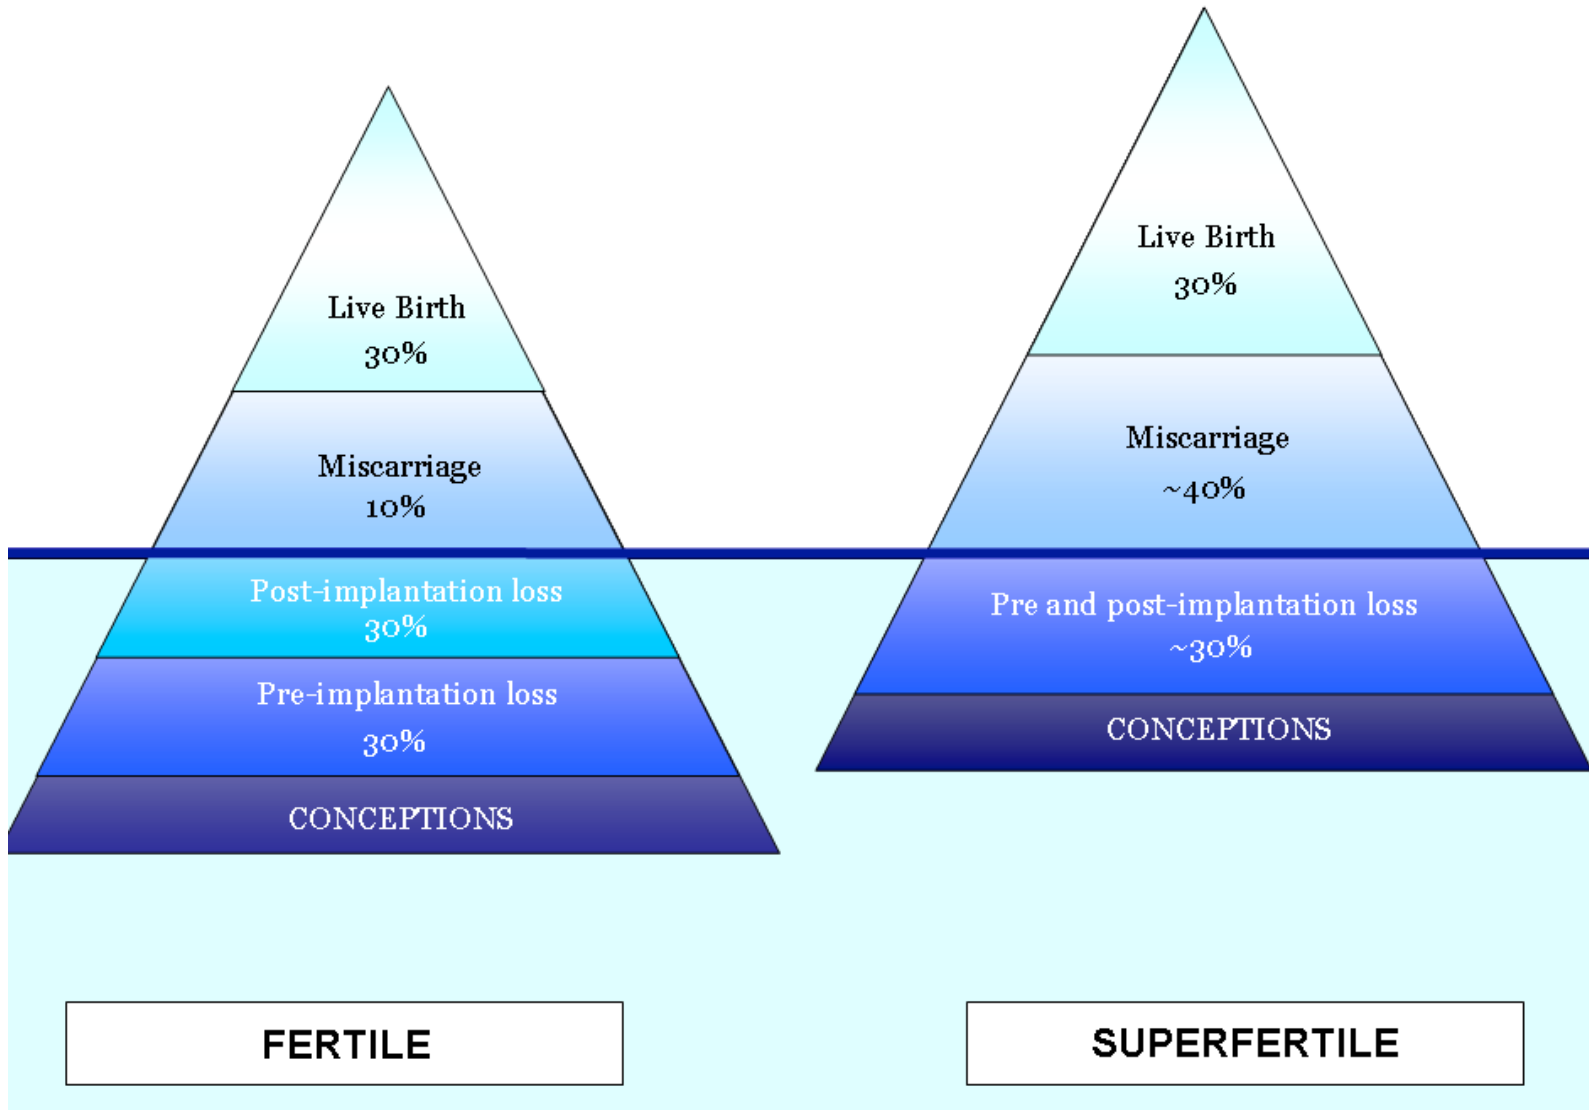 Live Birth
30%
Miscarriage
10%
Post-implantation loss
30%
Pre-implantation loss
30%
CONCEPTIONS
FERTILE
Live Birth
30%
Miscarriage
~40%
Pre and post-implantation loss
~30%
CONCEPTIONS
SUPERFERTILE